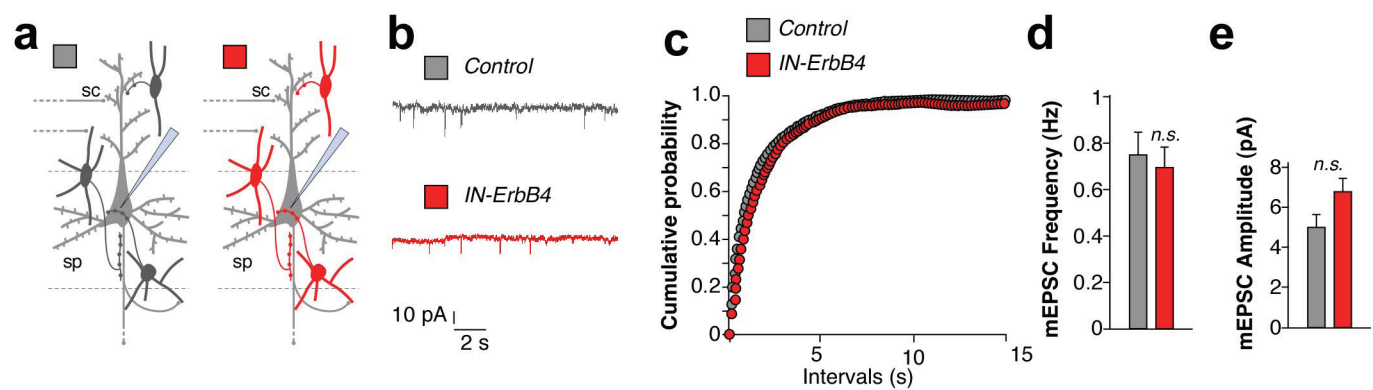 a
sc
sp
sc
sp
b
Control
IN-ErbB4
10 pA
2 s
c
Control
IN-ErbB4
Cumulative probability
1.0
0.8
0.6
0.4
0.2
0
5
10
15
Intervals (s)
d
mEPSC Frequency (Hz)
1
0.8
0.6
0.4
0.2
0
n.s.
e
mEPSC Amplitude (pA)
8
6
4
2
0
n.s.